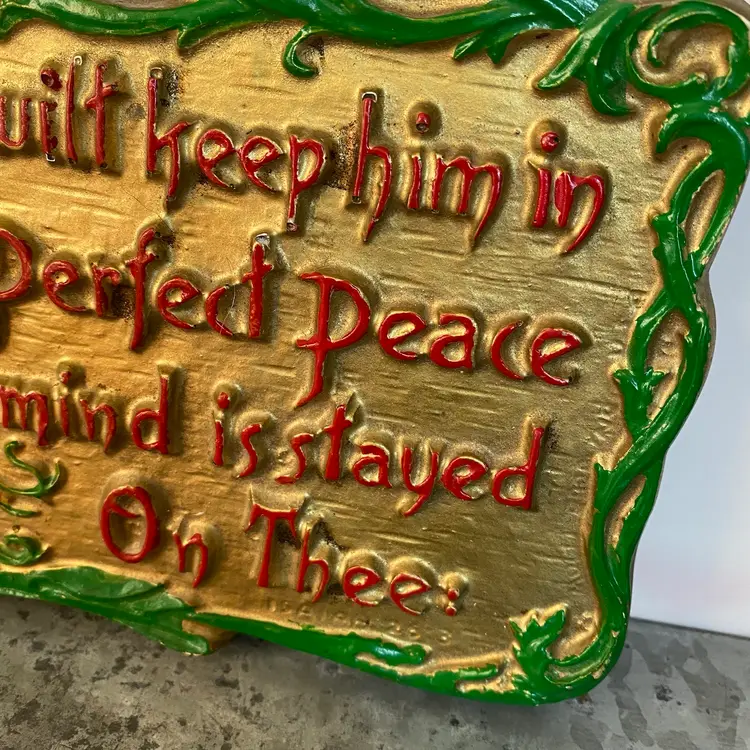 uilt keep him in
Perfect Peace
mind is stayed
On Thee: